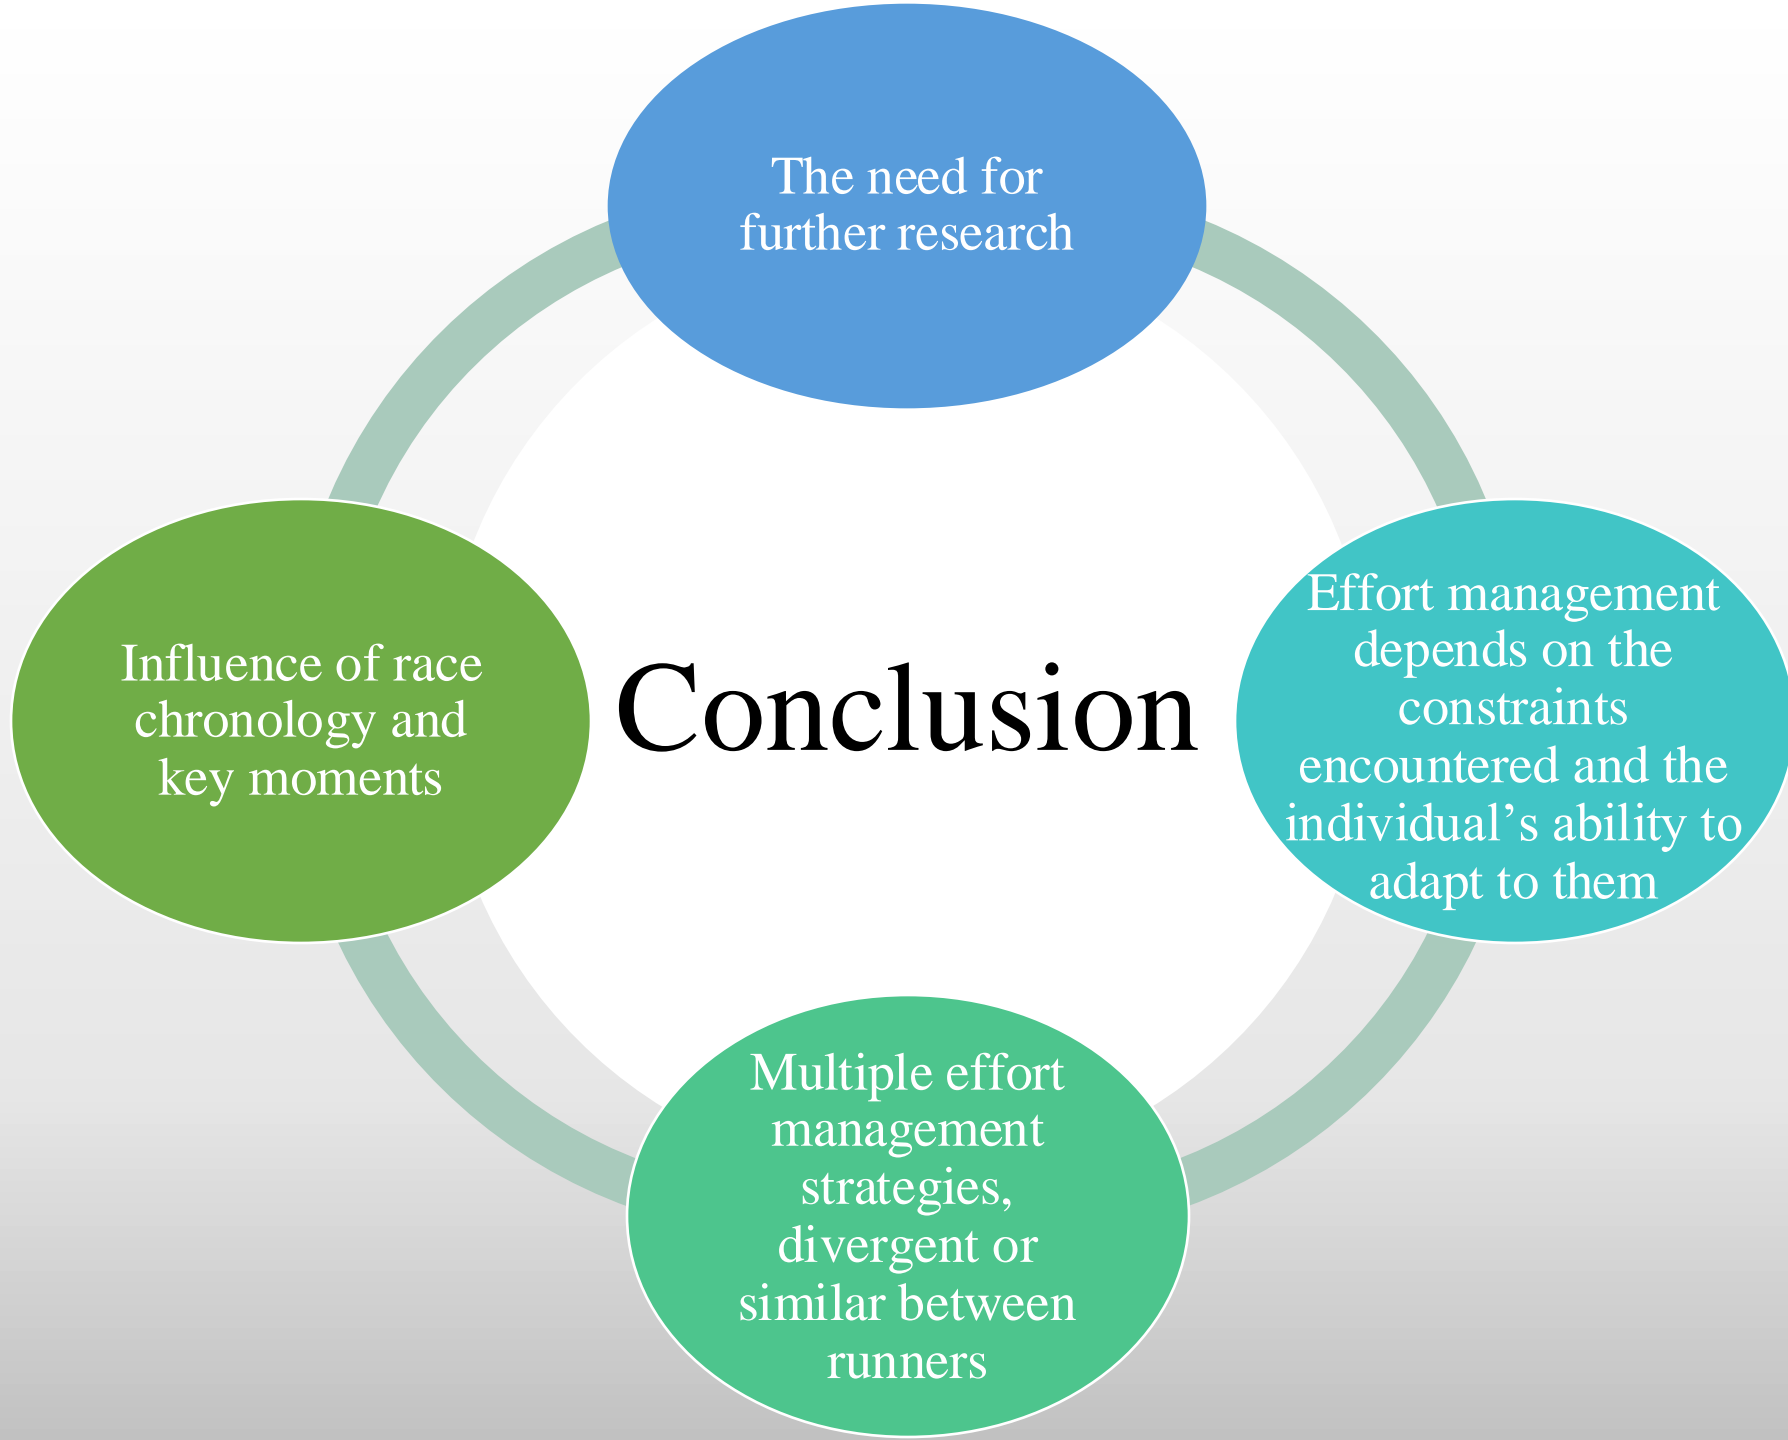 The need for
further research
Influence of race
chronology and
key moments
Conclusion
Effort management
depends on the
constraints
encountered and the
individual’s ability to
adapt to them
Multiple effort
management
strategies,
divergent or
similar between
runners